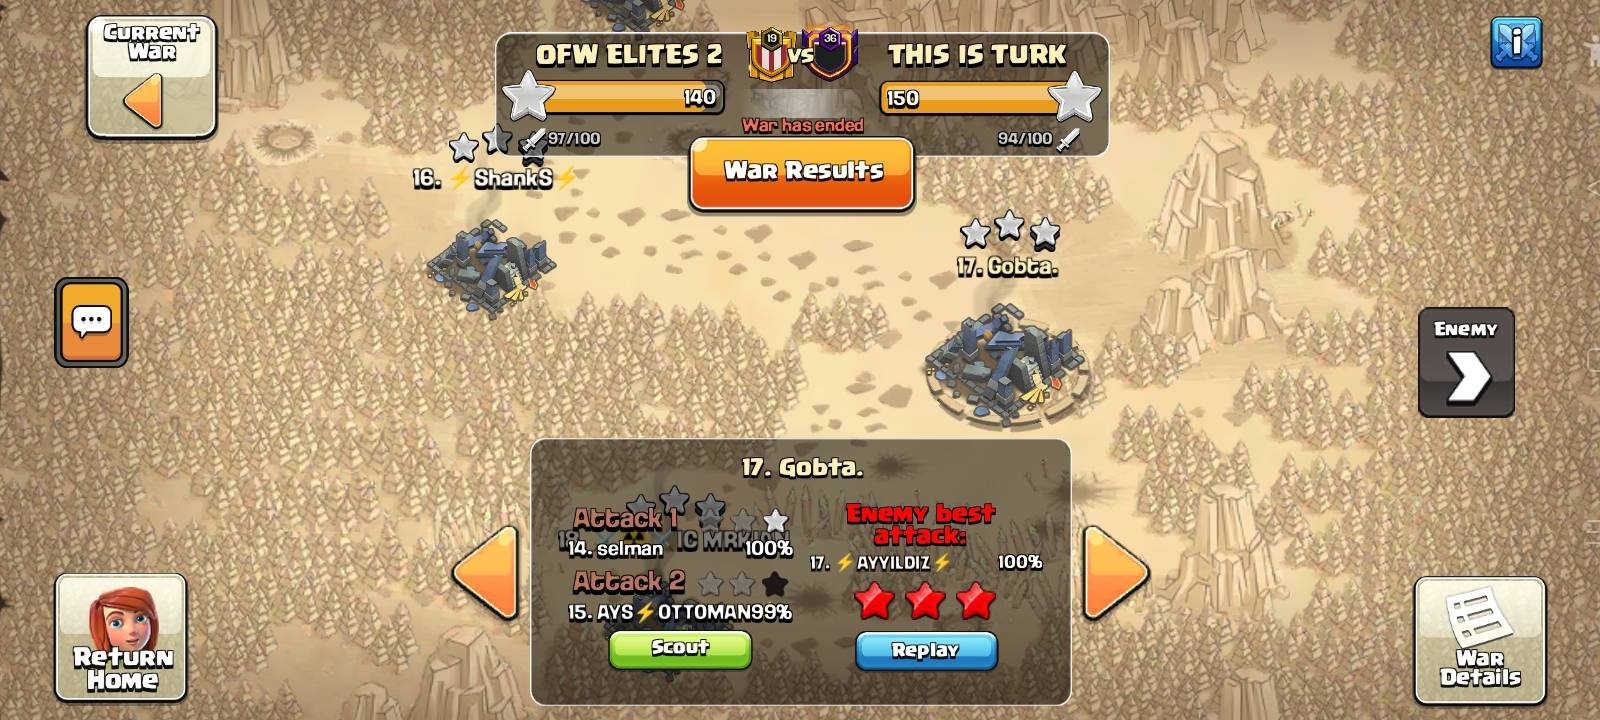 Current
War
OFW ELITES 2
19
VS
36
THIS IS TURK
140
150
War has ended
97/100
94/100
War Results
16. ⚡ShankS⚡
17. Gobta.
Enemy
17. Gobta.
Attack 1
14. selman 100%
Attack 2
15. AYS⚡OTTOMAN99%
Scout
Enemy best
attack:
17. ⚡AYYILDIZ⚡ 100%
Replay
Return
Home
War
Details